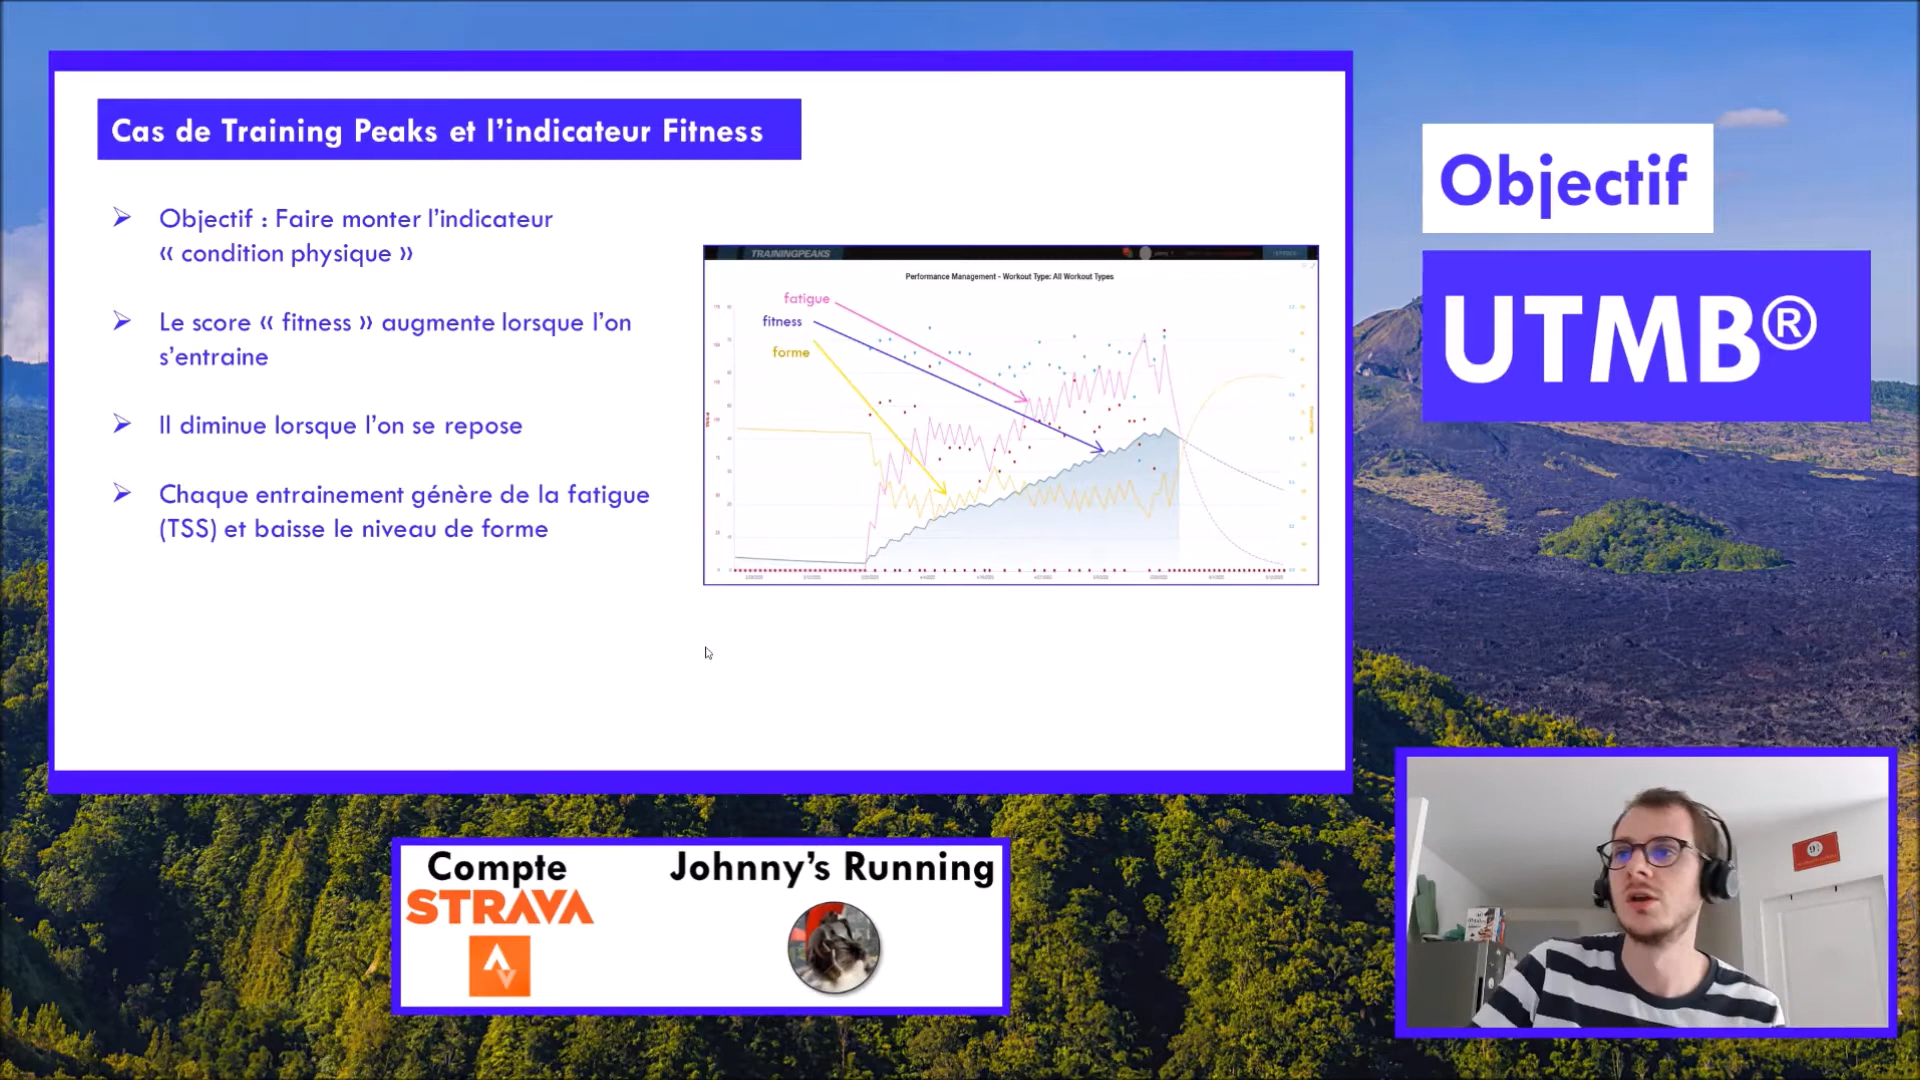 Cas de Training Peaks et l'indicateur Fitness
Objectif : Faire monter l'indicateur
« condition physique »
Le score « fitness » augmente lorsque l'on
s'entraine
Il diminue lorsque l'on se repose
Chaque entrainement génère de la fatigue
(TSS) et baisse le niveau de forme
TRAININGPEAKS
Performance Management - Workout Type: All Workout Types
fatigue
fitness
forme
Objectif
UTMB®
Compte
STRAVA
Johnny's Running